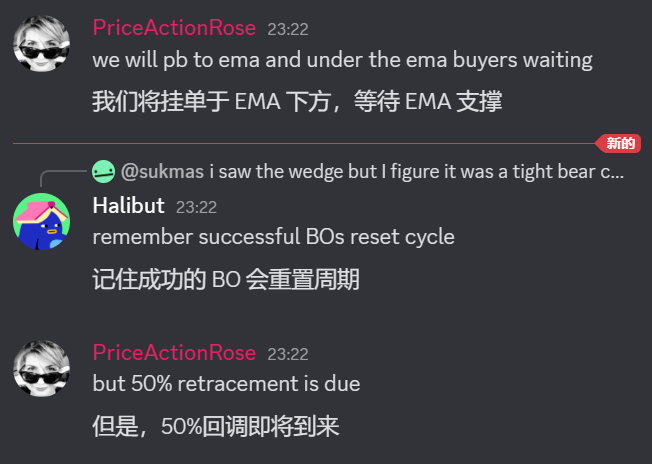 PriceActionRose 23:22
we will pb to ema and under the ema buyers waiting
我们将挂单于 EMA 下方，等待 EMA 支撑
新的
@sukmas i saw the wedge but I figure it was a tight bear c...
Halibut 23:22
remember successful BOs reset cycle
记住成功的 BO 会重置周期
PriceActionRose 23:22
but 50% retracement is due
但是，50%回调即将到来